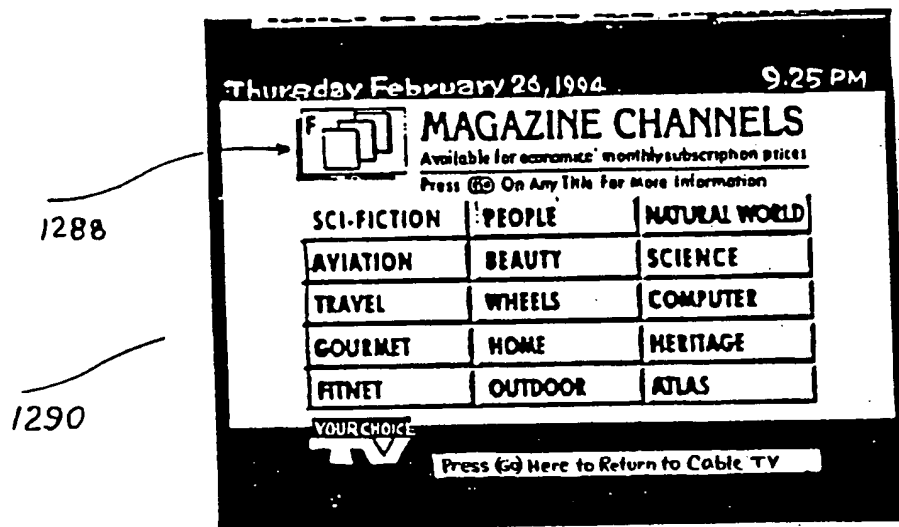 Thursday February 26, 1994 9:25 PM
F MAGAZINE CHANNELS
Available for economics' monthly subscription prices
Press Go On Any Title For More Information
SCI-FICTION PEOPLE NATURAL WORLD
AVIATION BEAUTY SCIENCE
TRAVEL WHEELS COMPUTER
GOURMET HOME HERITAGE
FITNET OUTDOOR ATLAS
YOUR CHOICE
TV
Press Go Here to Return to Cable TV
1288
1290